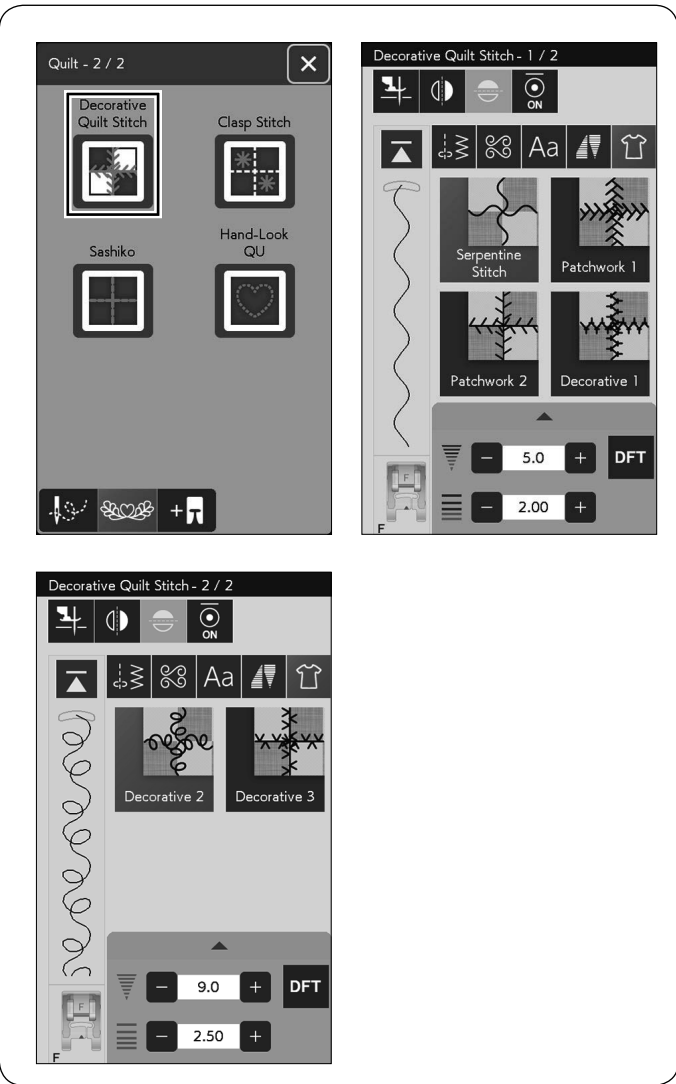 Quilt - 2 / 2
Decorative
Quilt Stitch
Clasp Stitch
Sashiko
Hand-Look
QU
Decorative Quilt Stitch - 1 / 2
ON
Aa
Serpentine
Stitch
Patchwork 1
Patchwork 2
Decorative 1
5.0
DFT
2.00
F
F
Decorative Quilt Stitch - 2 / 2
ON
Aa
Decorative 2
Decorative 3
9.0
DFT
2.50
F
F